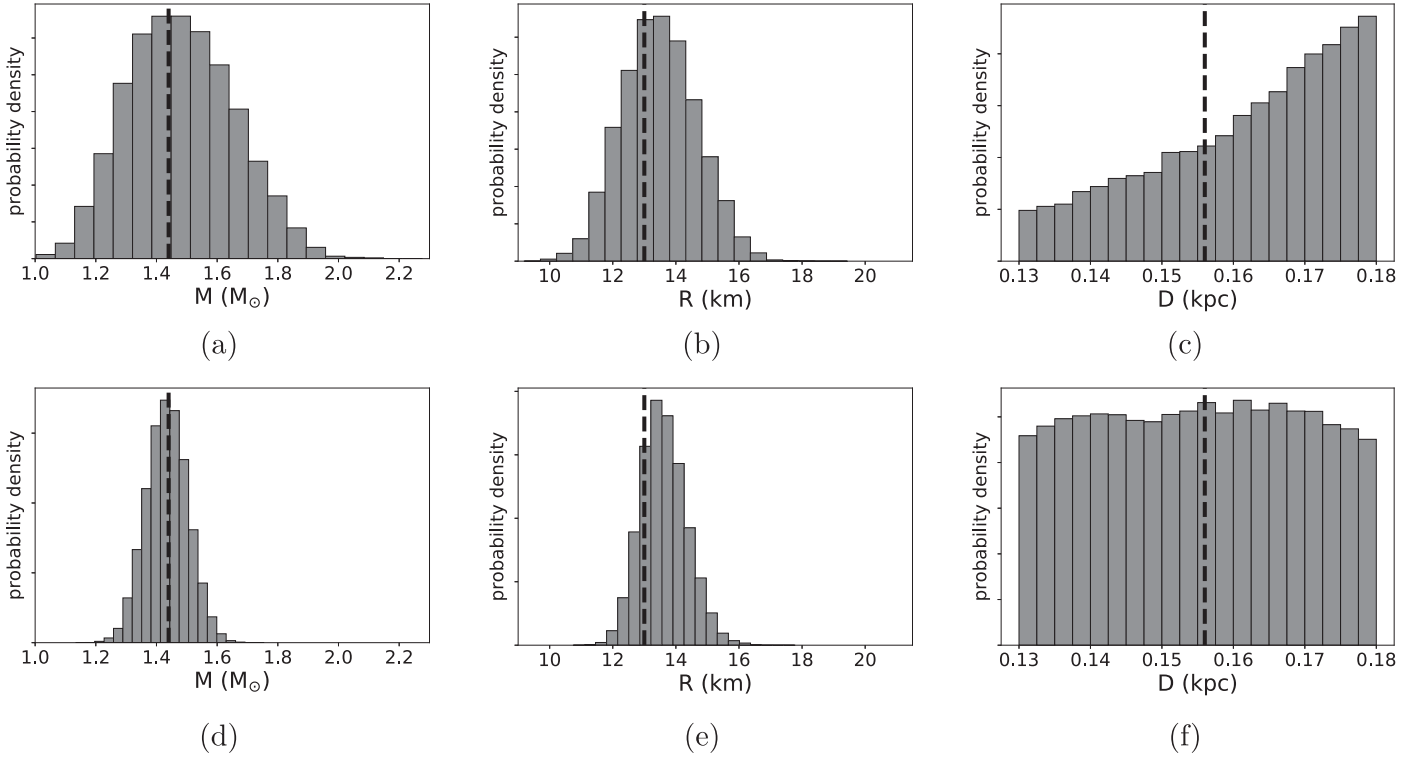 probability density
1.0 1.2 1.4 1.6 1.8 2.0 2.2
M (M⊙)
(a)
probability density
10 12 14 16 18 20
R (km)
(b)
probability density
0.13 0.14 0.15 0.16 0.17 0.18
D (kpc)
(c)
probability density
1.0 1.2 1.4 1.6 1.8 2.0 2.2
M (M⊙)
(d)
probability density
10 12 14 16 18 20
R (km)
(e)
probability density
0.13 0.14 0.15 0.16 0.17 0.18
D (kpc)
(f)